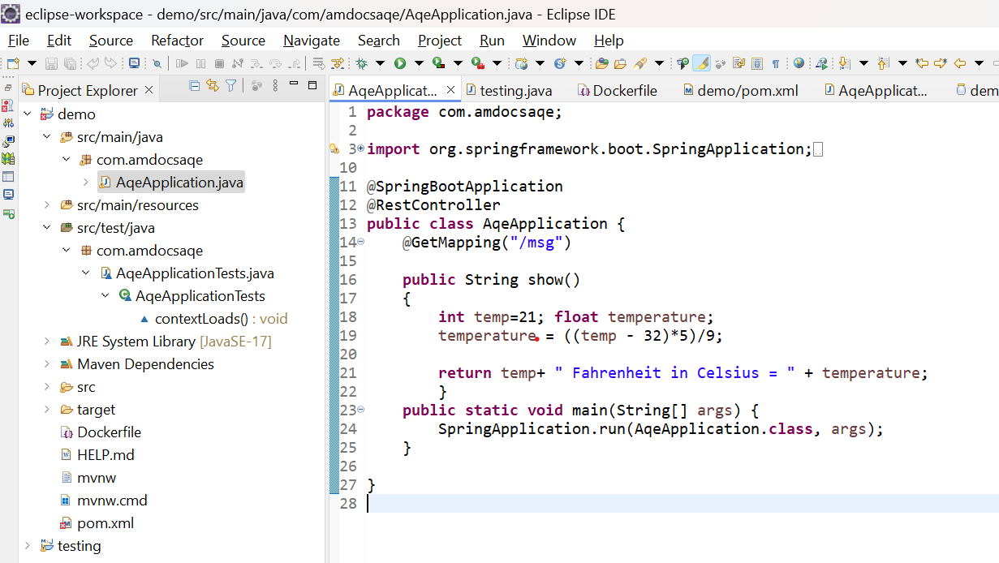 eclipse-workspace - demo/src/main/java/com/amdocsaqe/AqeApplication.java - Eclipse IDE
File Edit Source Refactor Source Navigate Search Project Run Window Help
Project Explorer
demo
src/main/java
com.amdocsaqe
AqeApplication.java
src/main/resources
src/test/java
com.amdocsaqe
AqeApplicationTests.java
AqeApplicationTests
contextLoads() : void
JRE System Library [JavaSE-17]
Maven Dependencies
src
target
Dockerfile
HELP.md
mvnw
mvnw.cmd
pom.xml
testing
AqeApplicat... testing.java Dockerfile demo/pom.xml AqeApplicat... dem
1 package com.amdocsaqe;
2
3 import org.springframework.boot.SpringApplication;
10
11 @SpringBootApplication
12 @RestController
13 public class AqeApplication {
14 @GetMapping("/msg")
15
16 public String show()
17 {
18 int temp=21; float temperature;
19 temperature = ((temp - 32)*5)/9;
20
21 return temp+ " Fahrenheit in Celsius = " + temperature;
22 }
23 public static void main(String[] args) {
24 SpringApplication.run(AqeApplication.class, args);
25 }
26
27 }
28